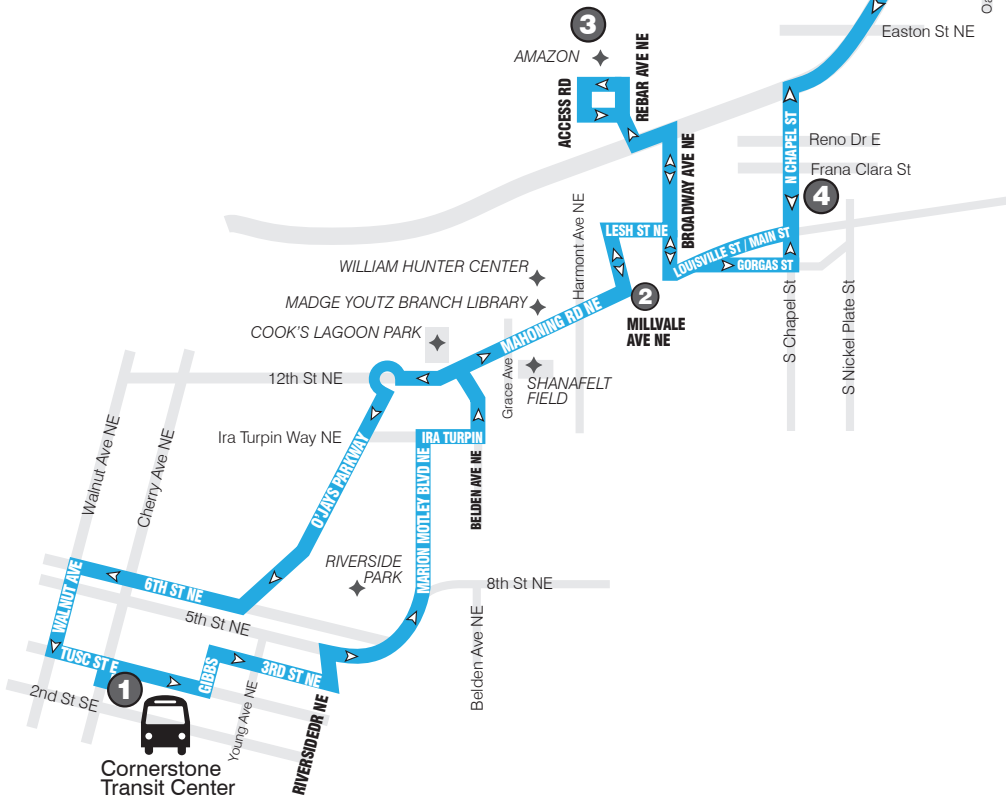 Oa
3
Easton St NE
AMAZON
ACCESS RD
REBAR AVE NE
N CHAPEL ST
Reno Dr E
Frana Clara St
4
BROADWAY AVE NE
Harmont Ave NE
LESH ST NE
LOUISVILLE ST / MAIN ST
GORGAS ST
WILLIAM HUNTER CENTER
MADGE YOUTZ BRANCH LIBRARY
COOK'S LAGOON PARK
2
MILLVALE
AVE NE
MAHONING RD NE
S Chapel St
S Nickel Plate St
12th St NE
Grace Ave
SHANAFELT
FIELD
Ira Turpin Way NE
IRA TURPIN
Walnut Ave NE
Cherry Ave NE
O'JAYS PARKWAY
MARION MOTLEY BLVD NE
BELDEN AVE NE
RIVERSIDE
PARK
8th St NE
6TH ST NE
5th St NE
WALNUT AVE
Belden Ave NE
TUSC ST E
GIBBS
3RD ST NE
1
2nd St SE
Young Ave NE
RIVERSIDEDR NE
Cornerstone
Transit Center